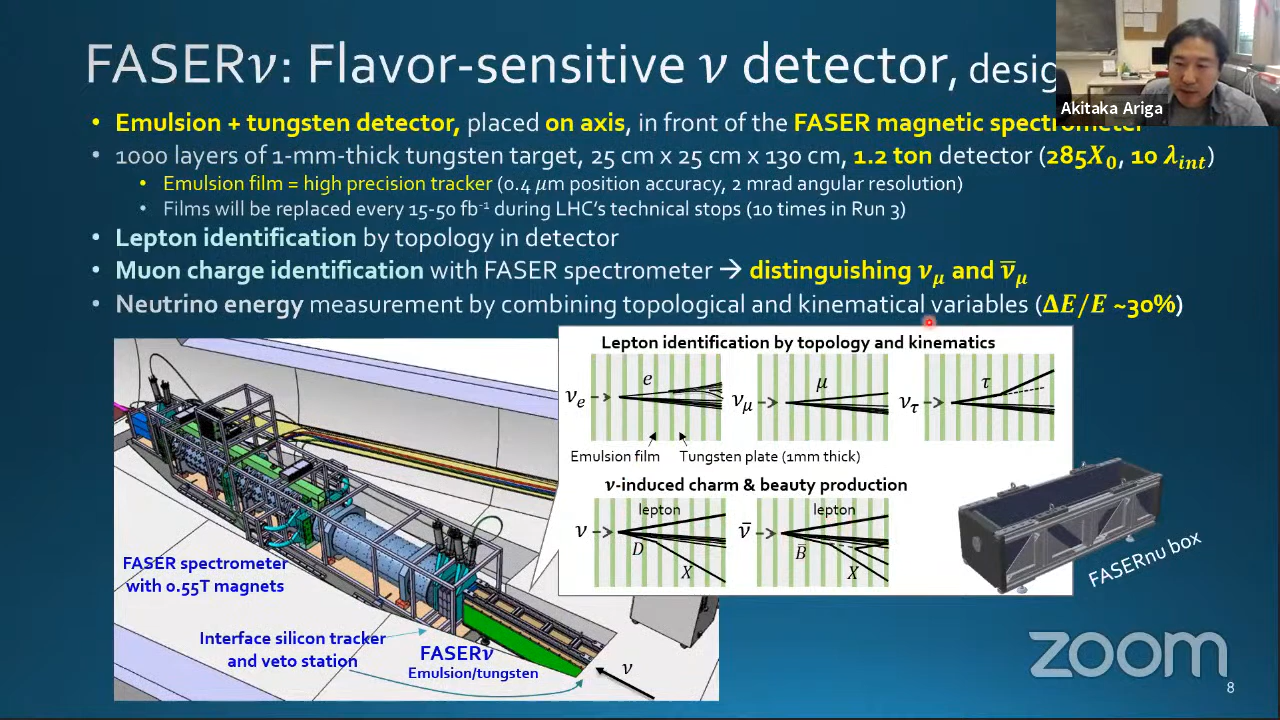 FASERν: Flavor-sensitive ν detector, desig
Akitaka Ariga
• Emulsion + tungsten detector, placed on axis, in front of the FASER magnetic spectrometer
• 1000 layers of 1-mm-thick tungsten target, 25 cm x 25 cm x 130 cm, 1.2 ton detector (285X₀, 10 λ_int)
• Emulsion film = high precision tracker (0.4 μm position accuracy, 2 mrad angular resolution)
• Films will be replaced every 15-50 fb⁻¹ during LHC's technical stops (10 times in Run 3)
• Lepton identification by topology in detector
• Muon charge identification with FASER spectrometer → distinguishing ν_μ and ν̅_μ
• Neutrino energy measurement by combining topological and kinematical variables (ΔE/E ~30%)
Lepton identification by topology and kinematics
ν_e e ν_μ μ ν_τ τ
Emulsion film Tungsten plate (1mm thick)
ν-induced charm & beauty production
lepton lepton
ν D X ν̅ B̅ X
FASERnu box
FASER spectrometer
with 0.55T magnets
Interface silicon tracker
and veto station
FASERν
Emulsion/tungsten
ν
zoom
8